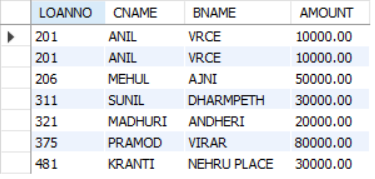 LOANNO CNAME BNAME AMOUNT
201 ANIL VRCE 10000.00
201 ANIL VRCE 10000.00
206 MEHUL AJNI 50000.00
311 SUNIL DHARMPETH 30000.00
321 MADHURI ANDHERI 20000.00
375 PRAMOD VIRAR 80000.00
481 KRANTI NEHRU PLACE 30000.00